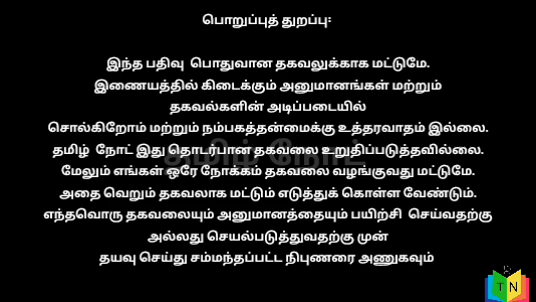 பொறுப்புத் துறப்பு:
இந்த பதிவு பொதுவான தகவலுக்காக மட்டுமே.
இணையத்தில் கிடைக்கும் அனுமானங்கள் மற்றும்
தகவல்களின் அடிப்படையில்
சொல்கிறோம் மற்றும் நம்பகத்தன்மைக்கு உத்தரவாதம் இல்லை.
தமிழ் நோட் இது தொடர்பான தகவலை உறுதிப்படுத்தவில்லை.
தமிழ் நோட்
மேலும் எங்கள் ஒரே நோக்கம் தகவலை வழங்குவது மட்டுமே.
அதை வெறும் தகவலாக மட்டும் எடுத்துக் கொள்ள வேண்டும்.
எந்தவொரு தகவலையும் அனுமானத்தையும் பயிற்சி செய்வதற்கு
அல்லது செயல்படுத்துவதற்கு முன்
தயவு செய்து சம்மந்தப்பட்ட நிபுணரை அணுகவும்
TN